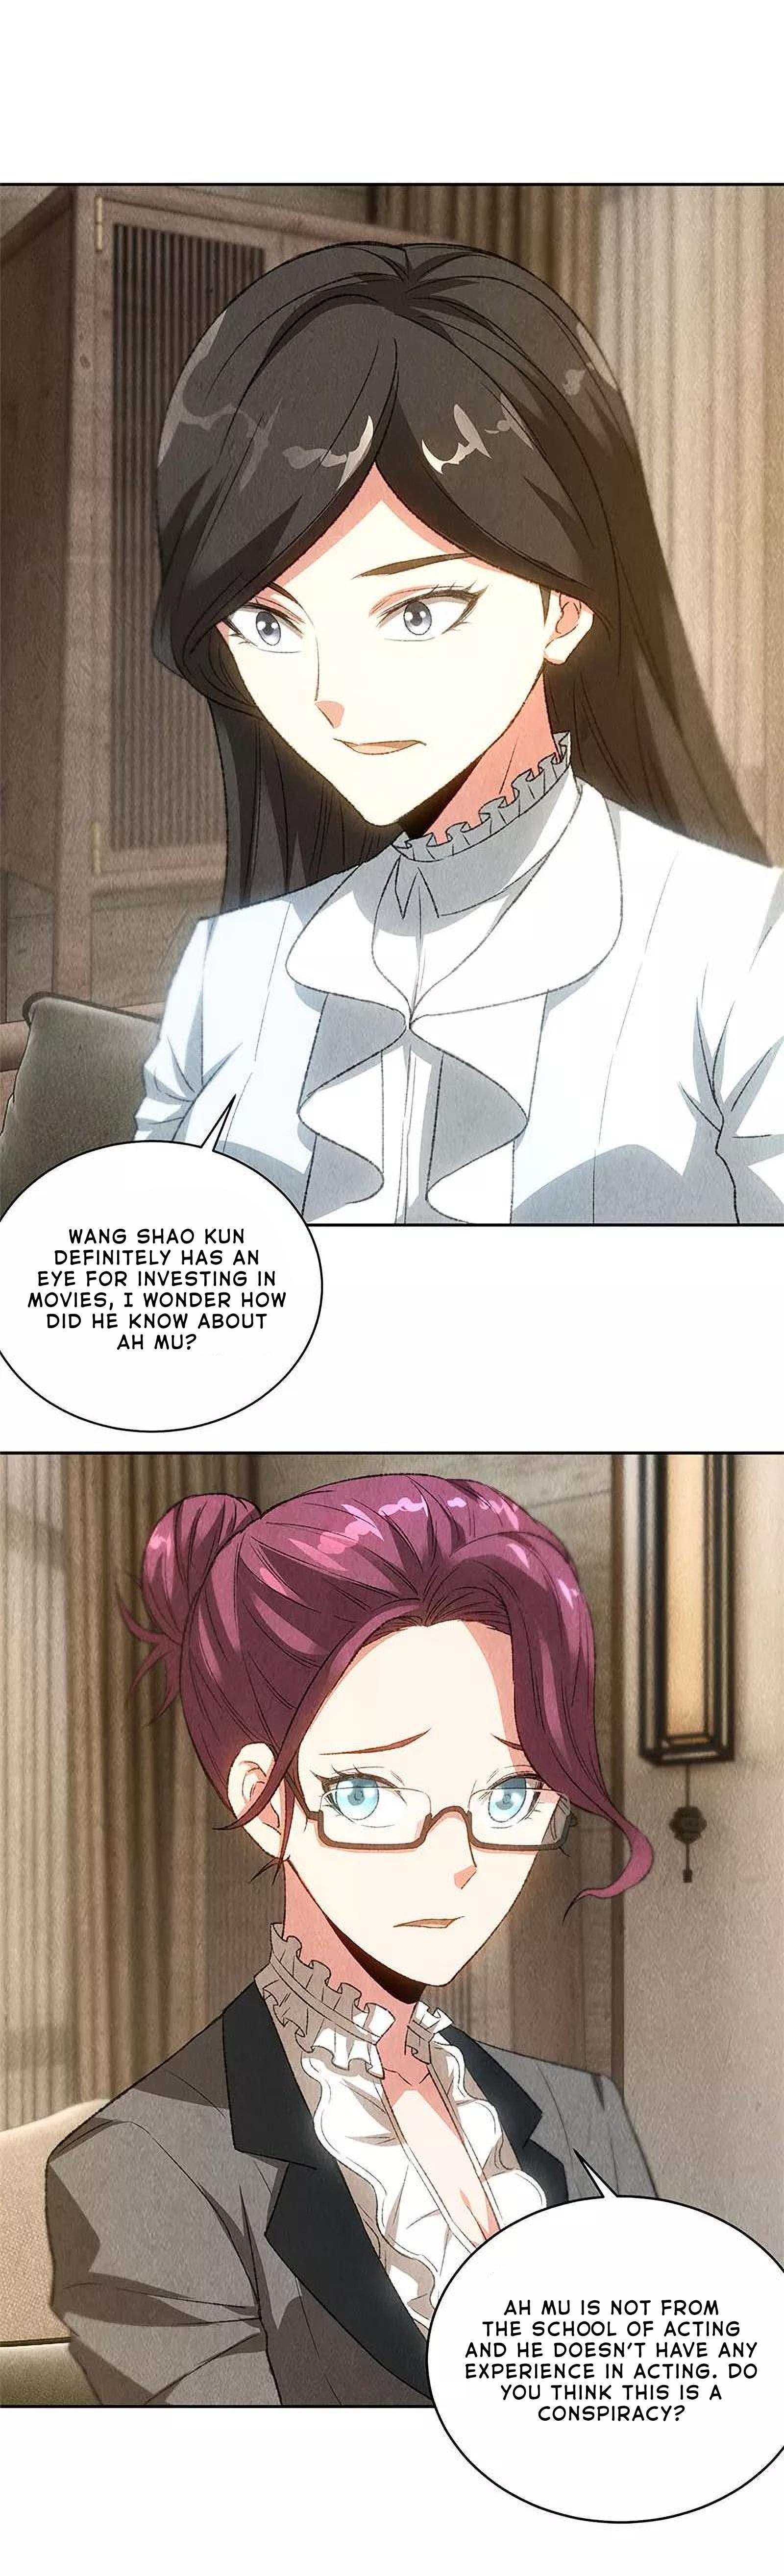 WANG SHAO KUN
DEFINITELY HAS AN
EYE FOR INVESTING IN
MOVIES, I WONDER HOW
DID HE KNOW ABOUT
AH MU?
AH MU IS NOT FROM
THE SCHOOL OF ACTING
AND HE DOESN'T HAVE ANY
EXPERIENCE IN ACTING. DO
YOU THINK THIS IS A
CONSPIRACY?